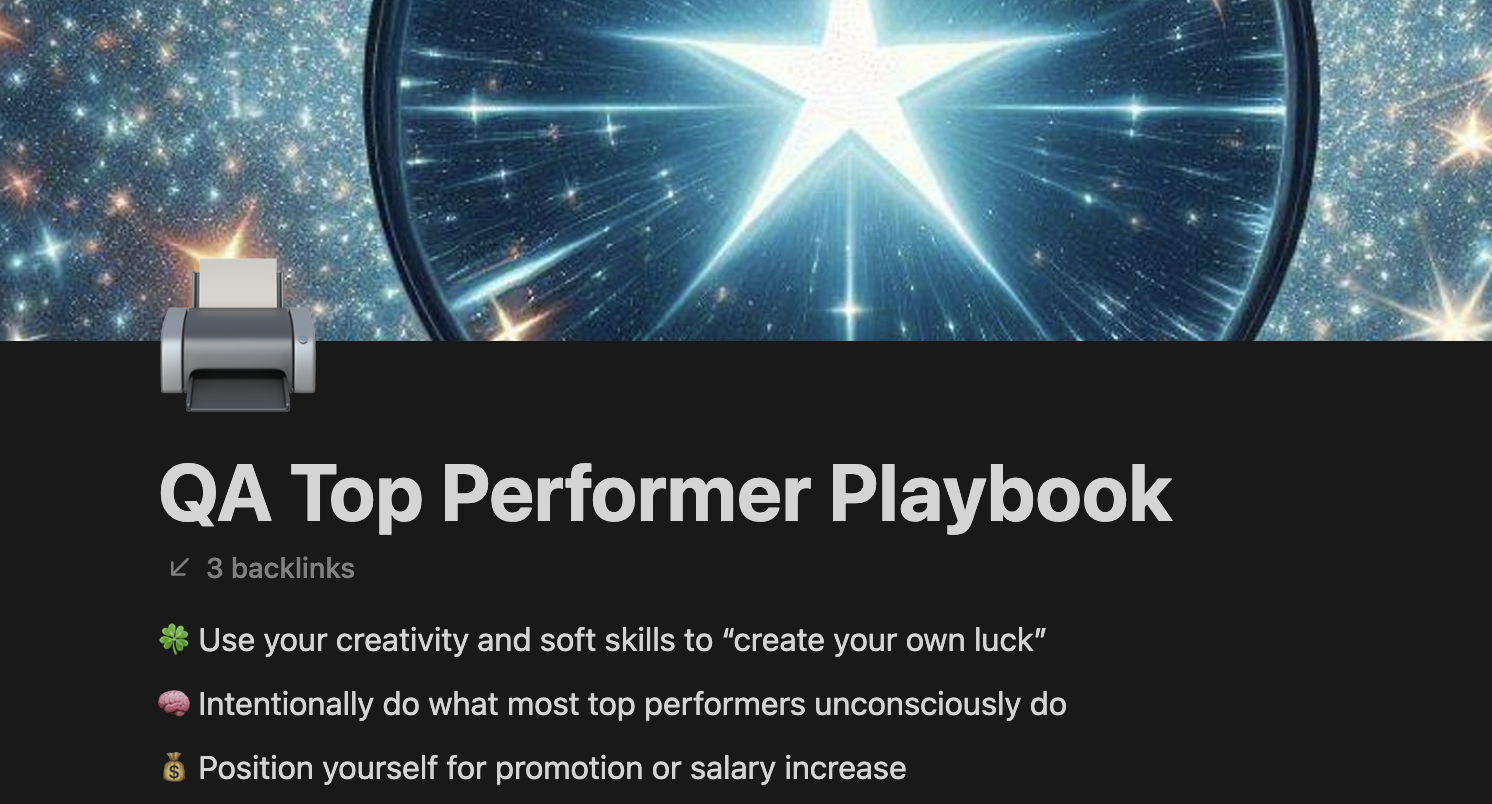 QA Top Performer Playbook
↙ 3 backlinks
🍀 Use your creativity and soft skills to “create your own luck”
🧠 Intentionally do what most top performers unconsciously do
💰 Position yourself for promotion or salary increase